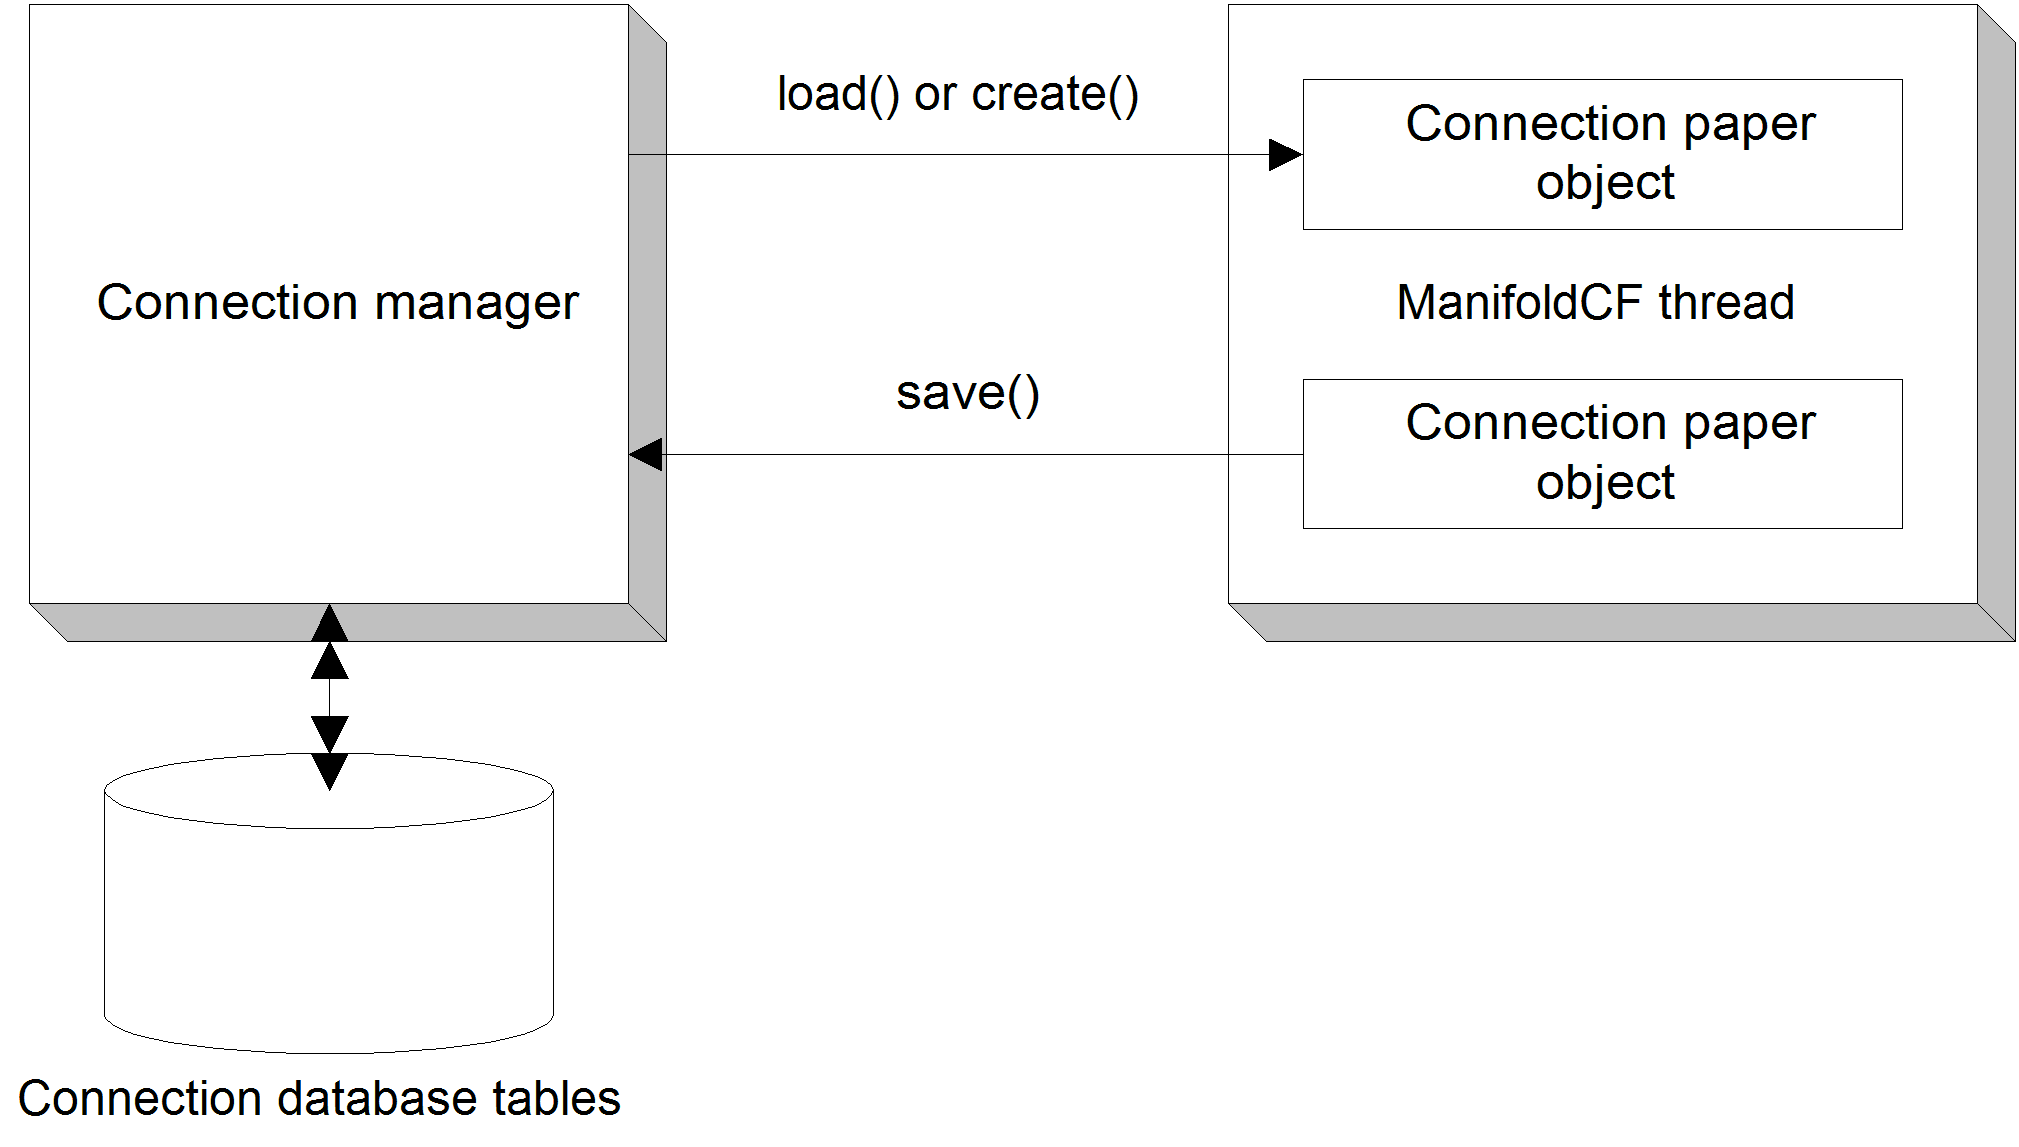 load() or create()
Connection paper
object
Connection manager
ManifoldCF thread
save()
Connection paper
object
Connection database tables